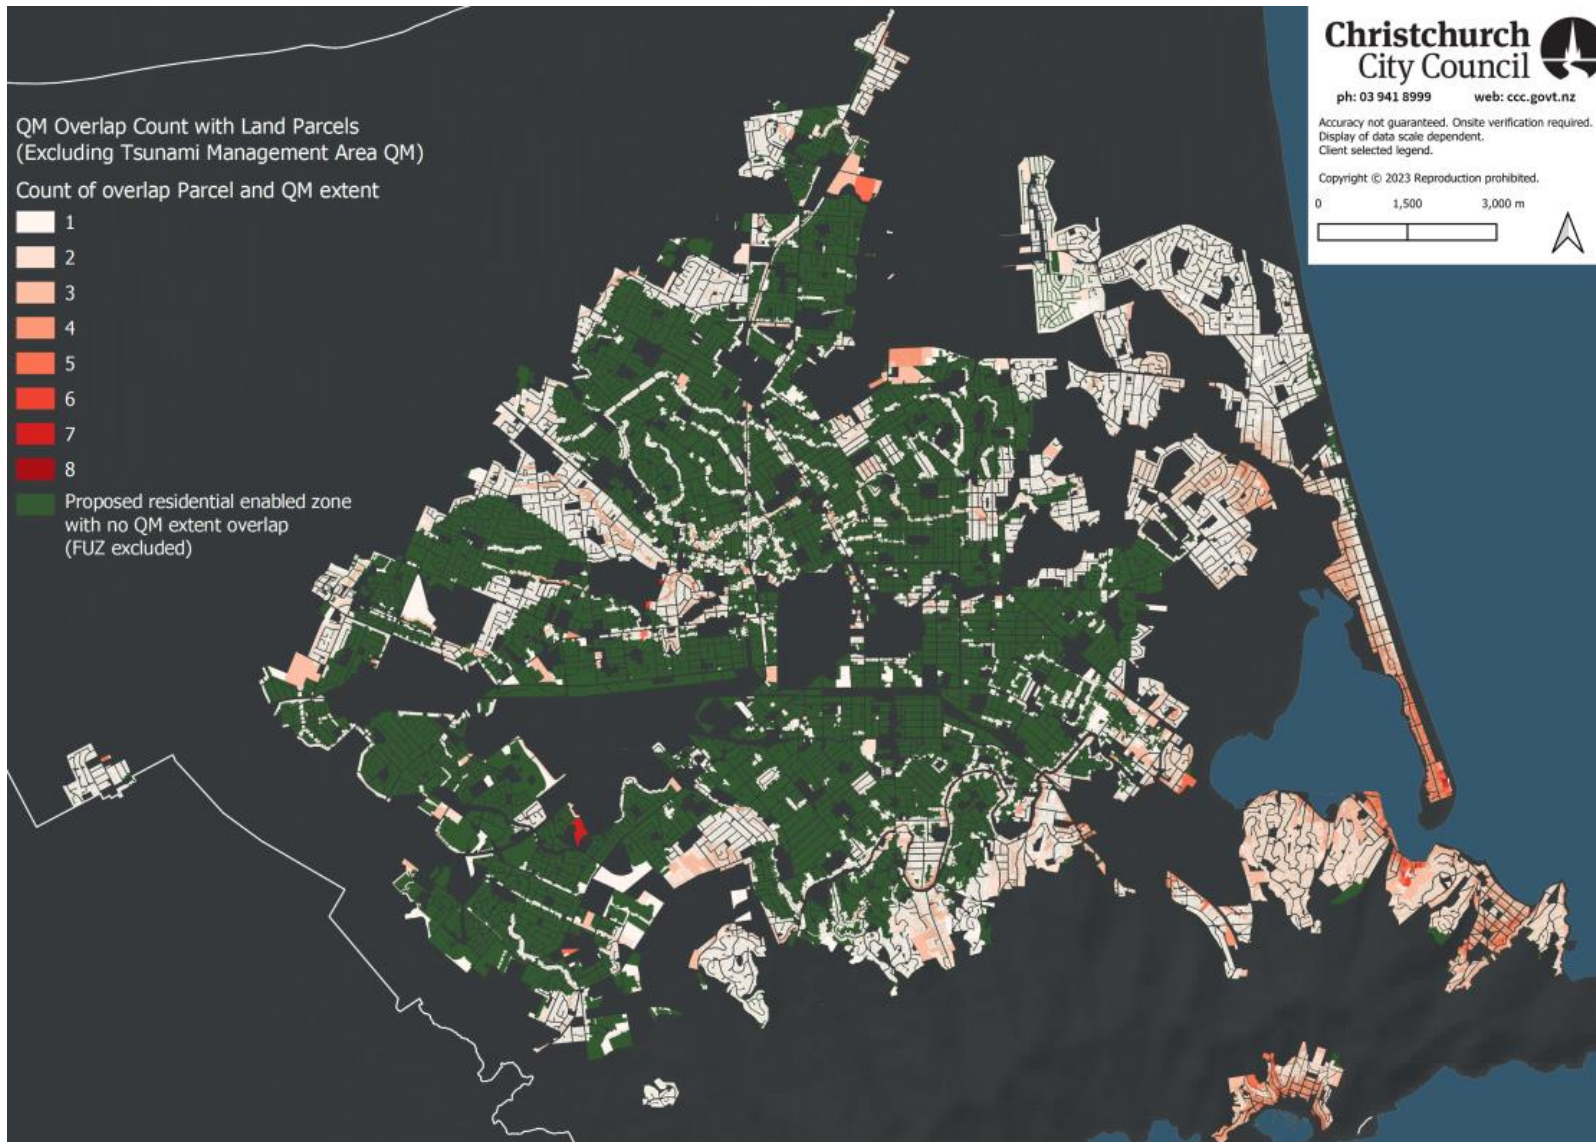 QM Overlap Count with Land Parcels
(Excluding Tsunami Management Area QM)
Count of overlap Parcel and QM extent
1
2
3
4
5
6
7
8
Proposed residential enabled zone
with no QM extent overlap
(FUZ excluded)
Christchurch
City Council
ph: 03 941 8999 web: ccc.govt.nz
Accuracy not guaranteed. Onsite verification required.
Display of data scale dependent.
Client selected legend.
Copyright © 2023 Reproduction prohibited.
0 1,500 3,000 m